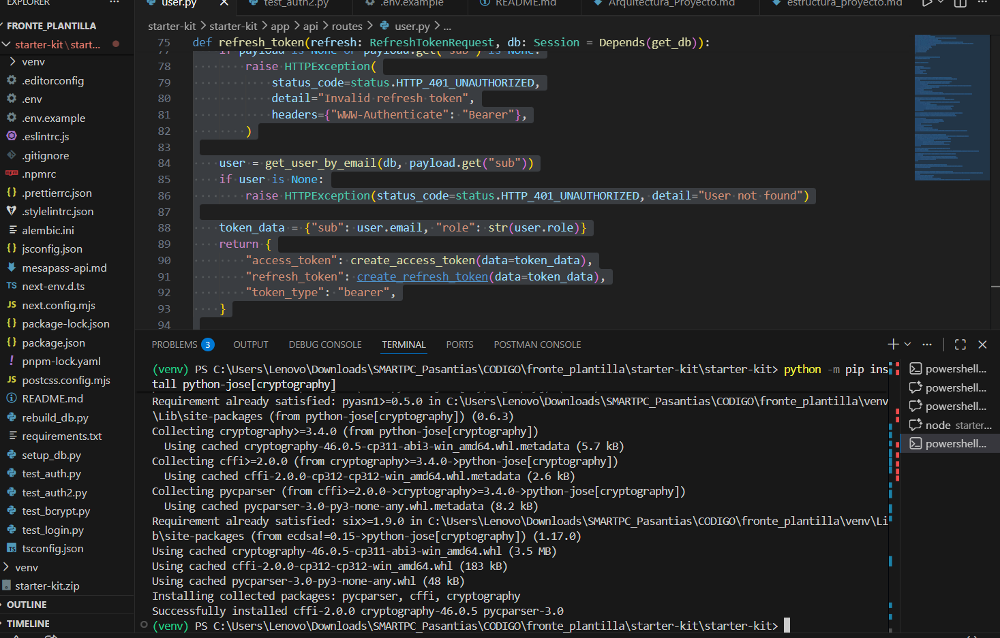 EXPLORER
···
user.py
test_auth2.py
.env.example
README.md
Arquitectura_Proyecto.md
estructura_proyecto.md
FRONTE_PLANTILLA
starter-kit\start...
venv
.editorconfig
.env
.env.example
.eslintrc.js
.gitignore
.npmrc
.prettierrc.json
.stylelintrc.json
alembic.ini
jsconfig.json
mesapass-api.md
next-env.d.ts
next.config.mjs
package-lock.json
package.json
pnpm-lock.yaml
postcss.config.mjs
README.md
rebuild_db.py
requirements.txt
setup_db.py
test_auth.py
test_auth2.py
test_bcrypt.py
test_login.py
tsconfig.json
venv
starter-kit.zip
OUTLINE
TIMELINE
starter-kit > starter-kit > app > api > routes > user.py > ...
75 def refresh_token(refresh: RefreshTokenRequest, db: Session = Depends(get_db)):
77 if payload is None or payload.get("sub") is None:
78 raise HTTPException(
79 status_code=status.HTTP_401_UNAUTHORIZED,
80 detail="Invalid refresh token",
81 headers={"WWW-Authenticate": "Bearer"},
82 )
83
84 user = get_user_by_email(db, payload.get("sub"))
85 if user is None:
86 raise HTTPException(status_code=status.HTTP_401_UNAUTHORIZED, detail="User not found")
87
88 token_data = {"sub": user.email, "role": str(user.role)}
89 return {
90 "access_token": create_access_token(data=token_data),
91 "refresh_token": create_refresh_token(data=token_data),
92 "token_type": "bearer",
93 }
94
PROBLEMS 3 OUTPUT DEBUG CONSOLE TERMINAL PORTS POSTMAN CONSOLE
(venv) PS C:\Users\Lenovo\Downloads\SMARTPC_Pasantias\CODIGO\fronte_plantilla\starter-kit\starter-kit> python -m pip ins
tall python-jose[cryptography]
Requirement already satisfied: pyasn1>=0.5.0 in C:\Users\Lenovo\Downloads\SMARTPC_Pasantias\CODIGO\fronte_plantilla\venv
\Lib\site-packages (from python-jose[cryptography]) (0.6.3)
Collecting cryptography>=3.4.0 (from python-jose[cryptography])
Using cached cryptography-46.0.5-cp311-abi3-win_amd64.whl.metadata (5.7 kB)
Collecting cffi>=2.0.0 (from cryptography>=3.4.0->python-jose[cryptography])
Using cached cffi-2.0.0-cp312-cp312-win_amd64.whl.metadata (2.6 kB)
Collecting pycparser (from cffi>=2.0.0->cryptography>=3.4.0->python-jose[cryptography])
Using cached pycparser-3.0-py3-none-any.whl.metadata (8.2 kB)
Requirement already satisfied: six>=1.9.0 in C:\Users\Lenovo\Downloads\SMARTPC_Pasantias\CODIGO\fronte_plantilla\venv\Li
b\site-packages (from ecdsa!=0.15->python-jose[cryptography]) (1.17.0)
Using cached cryptography-46.0.5-cp311-abi3-win_amd64.whl (3.5 MB)
Using cached cffi-2.0.0-cp312-cp312-win_amd64.whl (183 kB)
Using cached pycparser-3.0-py3-none-any.whl (48 kB)
Installing collected packages: pycparser, cffi, cryptography
Successfully installed cffi-2.0.0 cryptography-46.0.5 pycparser-3.0
(venv) PS C:\Users\Lenovo\Downloads\SMARTPC_Pasantias\CODIGO\fronte_plantilla\starter-kit\starter-kit>
powershell...
powershell...
powershell...
node starter...
powershell...